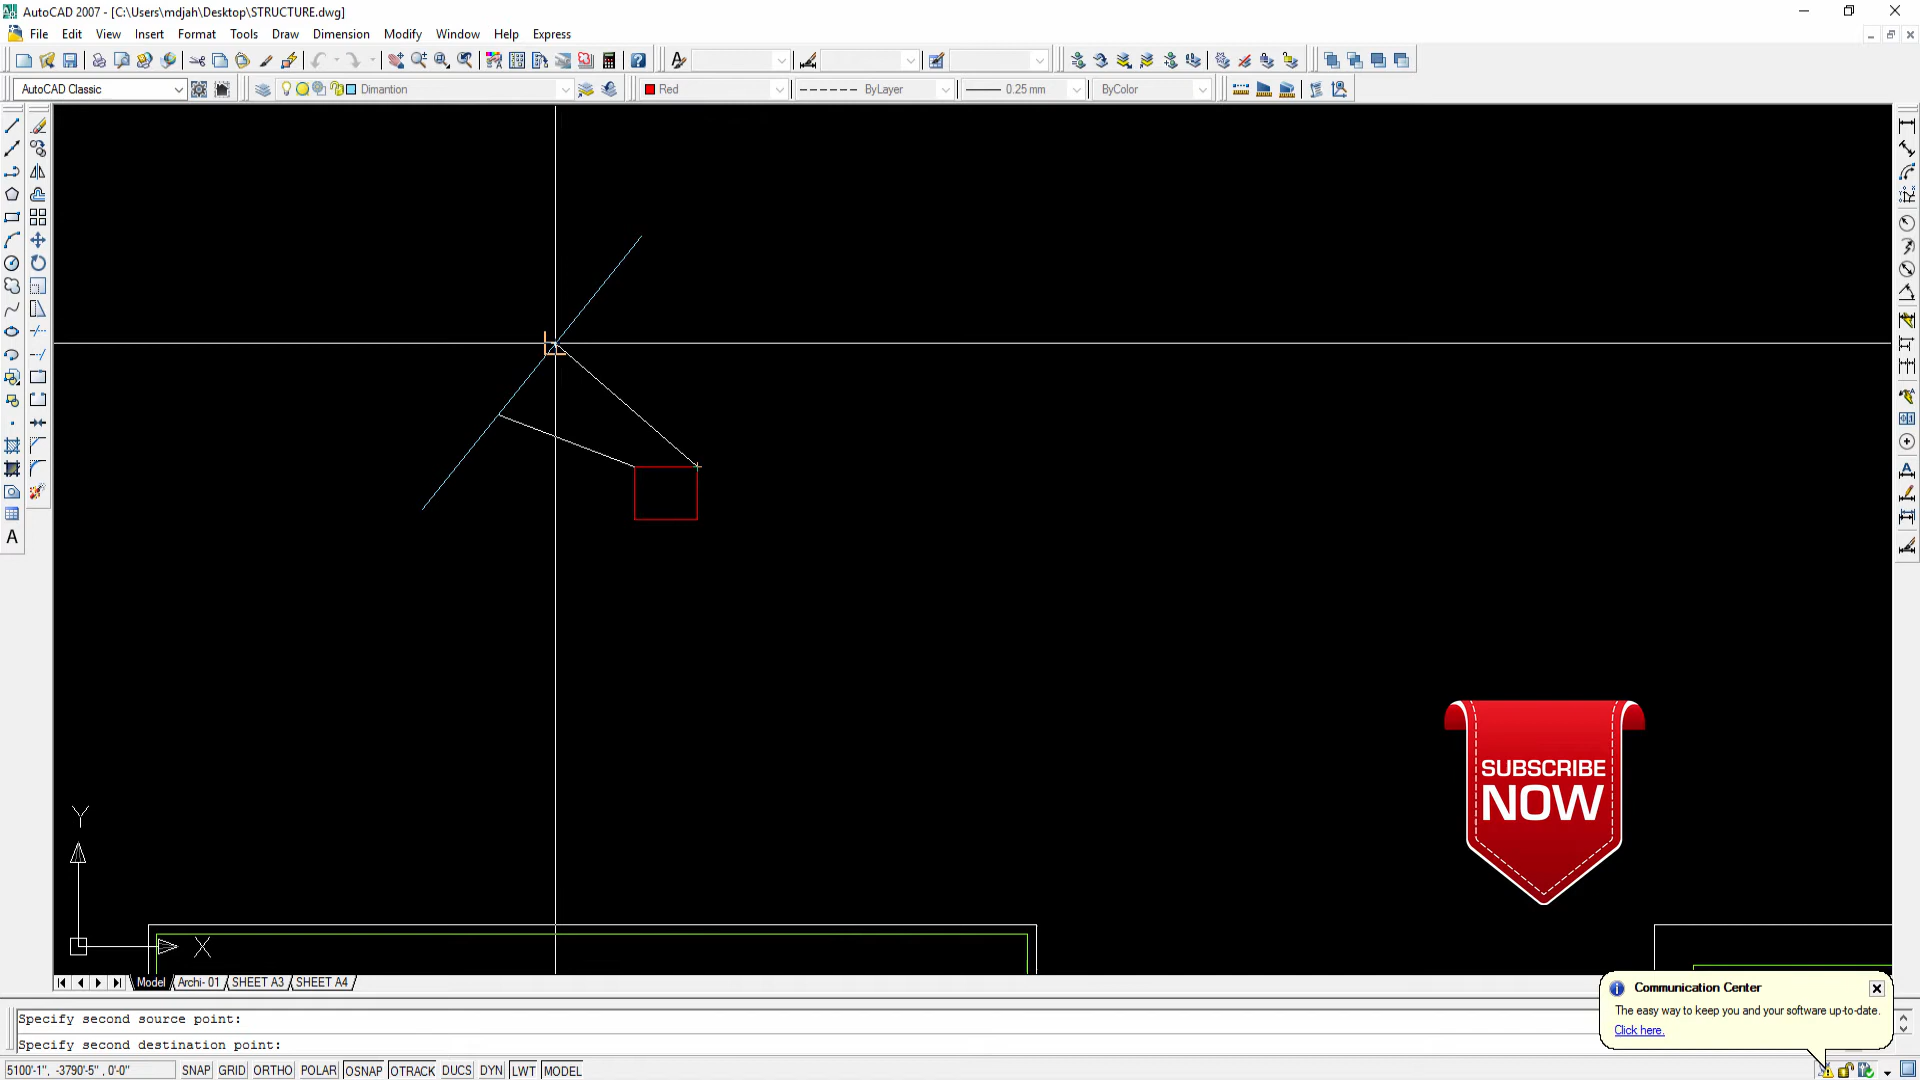 AutoCAD 2007 - [C:\Users\mdjah\Desktop\STRUCTURE.dwg]
File Edit View Insert Format Tools Draw Dimension Modify Window Help Express
AutoCAD Classic Dimantion Red ByLayer 0.25 mm ByColor
A
SUBSCRIBE
NOW
Y
X
Model Archi- 01 SHEET A3 SHEET A4
Specify second source point:
Specify second destination point:
Communication Center
The easy way to keep you and your software up-to-date.
Click here.
5100'-1", -3790'-5" , 0'-0" SNAP GRID ORTHO POLAR OSNAP OTRACK DUCS DYN LWT MODEL